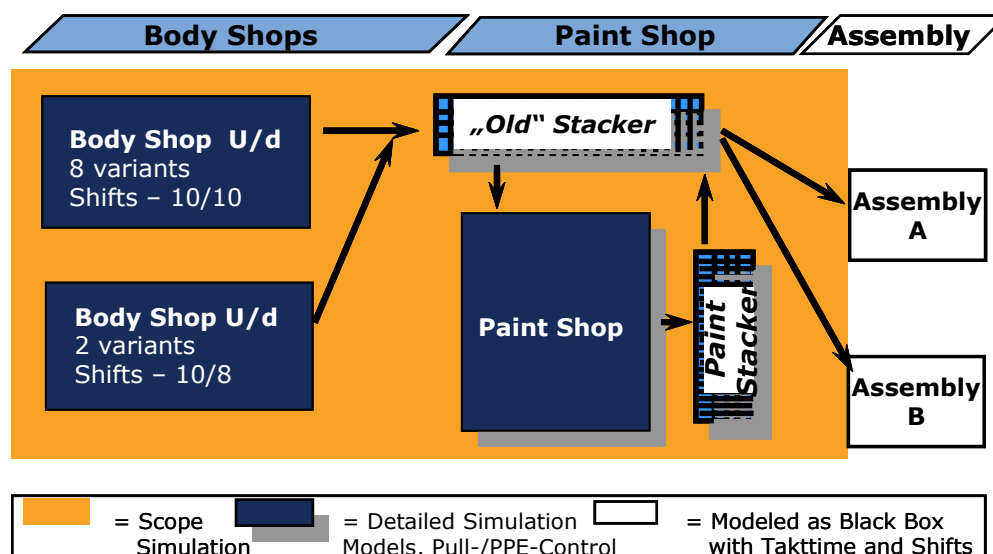 Body Shops
Paint Shop
Assembly
Body Shop U/d
8 variants
Shifts – 10/10
„Old“ Stacker
Assembly
A
Body Shop U/d
2 variants
Shifts – 10/8
Paint Shop
Paint
Stacker
Assembly
B
= Scope
Simulation
= Detailed Simulation
Models, Pull-/PPE-Control
= Modeled as Black Box
with Takttime and Shifts